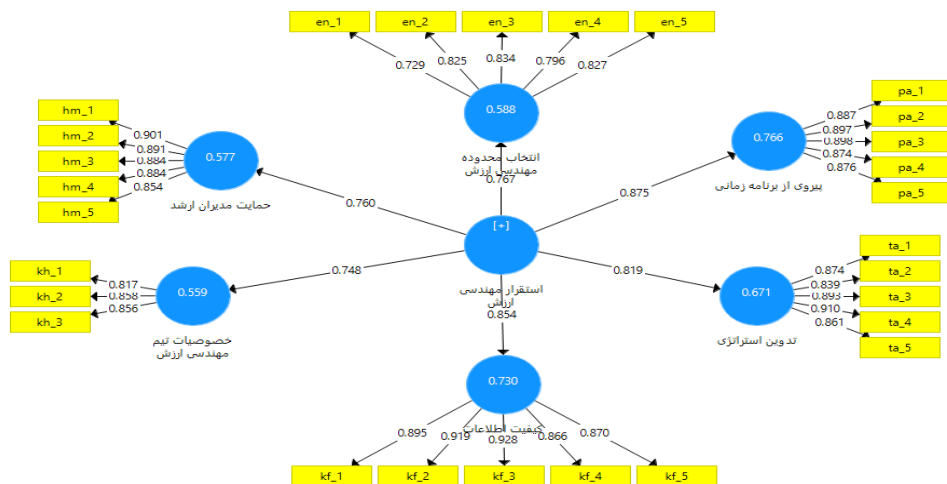 en_1 en_2 en_3 en_4 en_5
0.729 0.825 0.834 0.796 0.827
0.588
انتخاب محدوده
مهندسی ارزش
0.767
hm_1
hm_2
hm_3
hm_4
hm_5
0.901
0.891
0.884
0.884
0.854
0.577
حمایت مدیران ارشد
0.760
pa_1
pa_2
pa_3
pa_4
pa_5
0.887
0.897
0.898
0.874
0.876
0.766
پیروی از برنامه زمانی
0.875
[+]
استقرار مهندسی
ارزش
0.854
kh_1
kh_2
kh_3
0.817
0.858
0.856
0.559
خصوصیات تیم
مهندسی ارزش
0.748
ta_1
ta_2
ta_3
ta_4
ta_5
0.874
0.839
0.893
0.910
0.861
0.671
تدوین استراتژی
0.819
0.730
کیفیت اطلاعات
0.895 0.919 0.928 0.866 0.870
kf_1 kf_2 kf_3 kf_4 kf_5